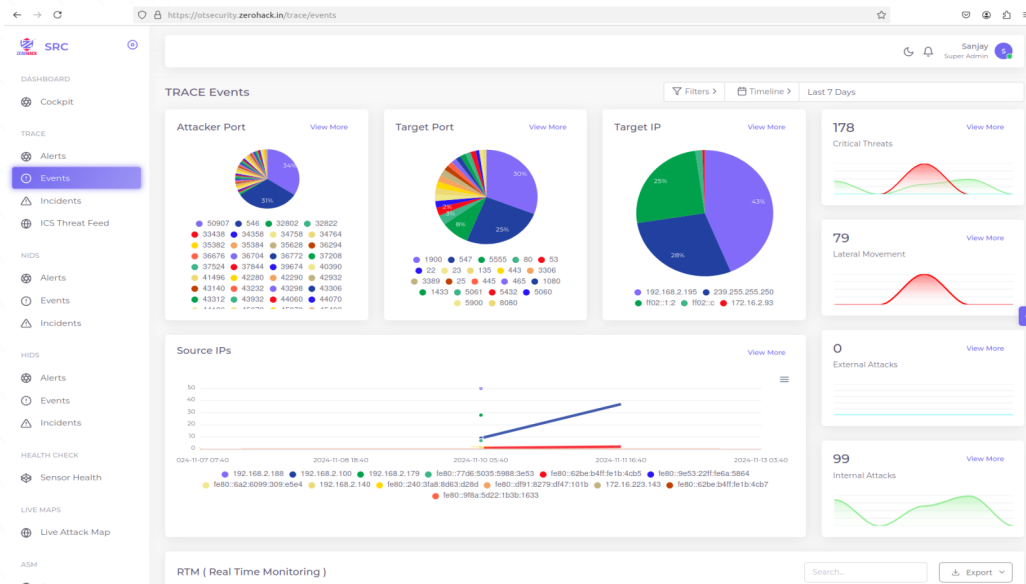 https://otsecurity.zerohack.in/trace/events
ZEROHACK
SRC
Sanjay
Super Admin
S
DASHBOARD
Cockpit
TRACE
Alerts
Events
Incidents
ICS Threat Feed
NIDS
Alerts
Events
Incidents
HIDS
Alerts
Events
Incidents
HEALTH CHECK
Sensor Health
LIVE MAPS
Live Attack Map
ASM
TRACE Events
Filters
Timeline
Last 7 Days
Attacker Port
View More
34%
31%
50907 546 32802 32822
33438 34358 34758 34764
35382 35384 35628 36294
36676 36704 36772 37208
37524 37844 39674 40390
41496 42280 42290 42932
43140 43232 43298 43306
43312 43932 44060 44070
Target Port
View More
30%
25%
8%
1900 547 5555 80 53
22 23 135 443 3306
3389 25 445 465 1080
1433 5061 5432 5060
5900 8080
Target IP
View More
43%
28%
25%
192.168.2.195 239.255.255.250
ff02::1:2 ff02::c 172.16.2.93
178
View More
Critical Threats
79
View More
Lateral Movement
0
View More
External Attacks
99
View More
Internal Attacks
Source IPs
View More
50
40
30
20
10
0
024-11-07 07:40 2024-11-08 18:40 2024-11-10 05:40 2024-11-11 16:40 2024-11-13 03:40
192.168.2.188 192.168.2.100 192.168.2.179 fe80::77d6:5035:5988:3e53 fe80::62be:b4ff:fe1b:4cb5 fe80::9e53:22ff:fe6a:5864
fe80::6a2:6099:309:e5e4 192.168.2.140 fe80::240:3fa8:8d63:d28d fe80::df91:8279:df47:101b 172.16.223.143 fe80::62be:b4ff:fe1b:4cb7
fe80::9f8a:5d22:1b3b:1633
RTM ( Real Time Monitoring )
Search...
Export